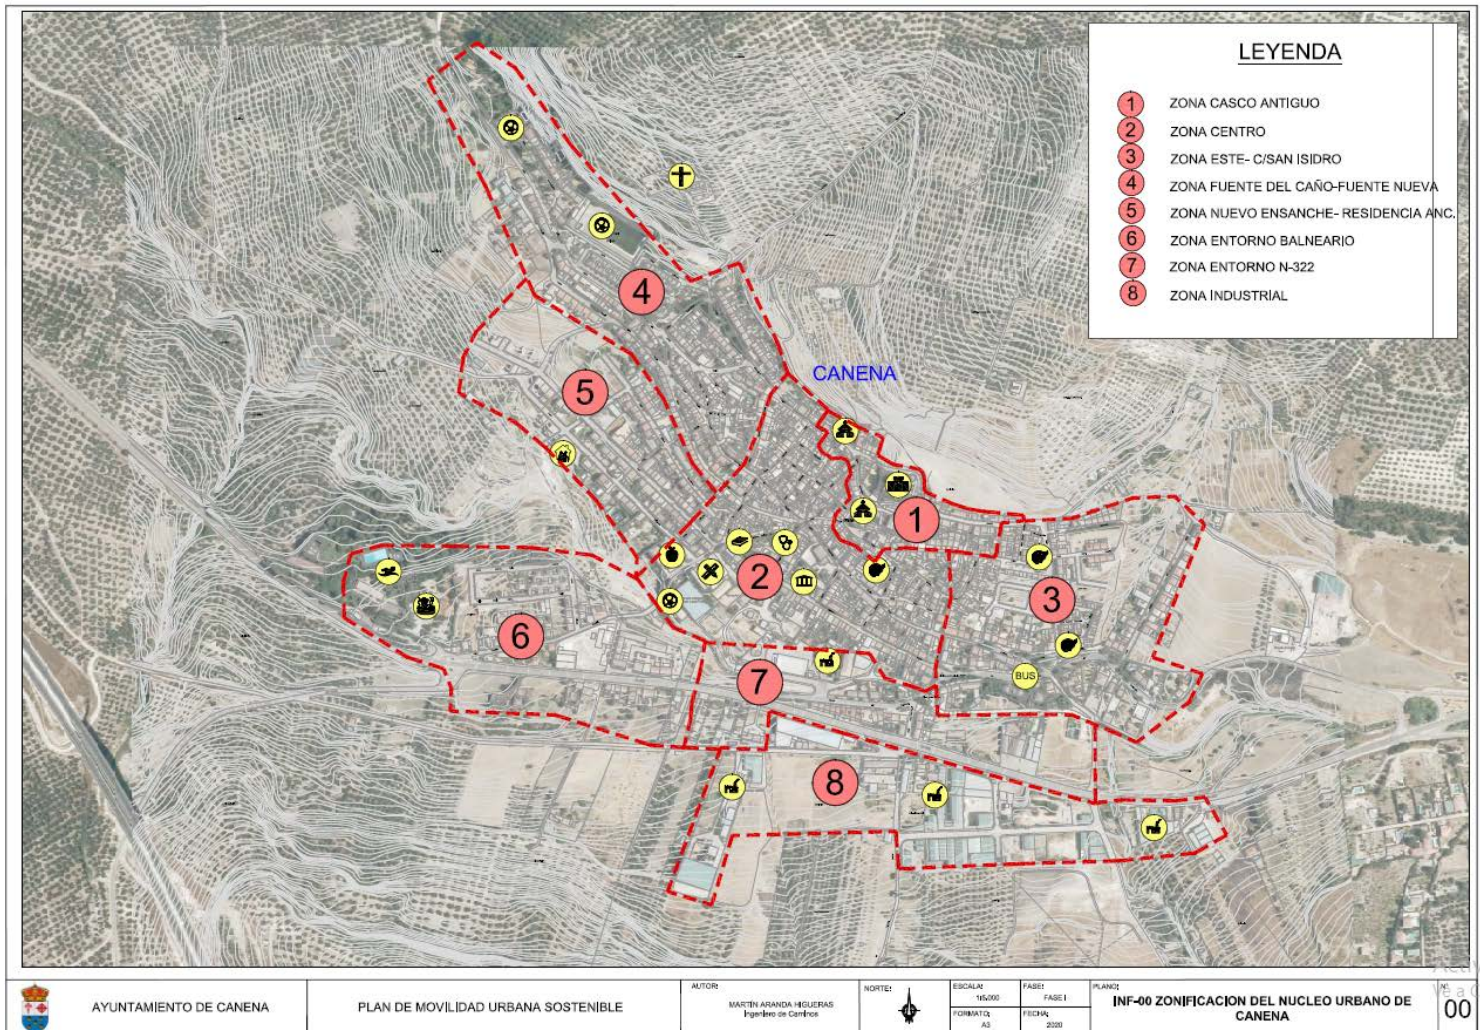 LEYENDA
1 ZONA CASCO ANTIGUO
2 ZONA CENTRO
3 ZONA ESTE- C/SAN ISIDRO
4 ZONA FUENTE DEL CAÑO-FUENTE NUEVA
5 ZONA NUEVO ENSANCHE- RESIDENCIA ANC.
6 ZONA ENTORNO BALNEARIO
7 ZONA ENTORNO N-322
8 ZONA INDUSTRIAL
4
CANENA
5
1
2
3
6
BUS
7
8
AYUNTAMIENTO DE CANENA
PLAN DE MOVILIDAD URBANA SOSTENIBLE
AUTOR:
MARTÍN ARANDA HIGUERAS
Ingeniero de Caminos
NORTE:
ESCALA:
1:5.000
FORMATO:
A3
FASE:
FASE I
FECHA:
2020
PLANO:
INF-00 ZONIFICACION DEL NUCLEO URBANO DE
CANENA
00